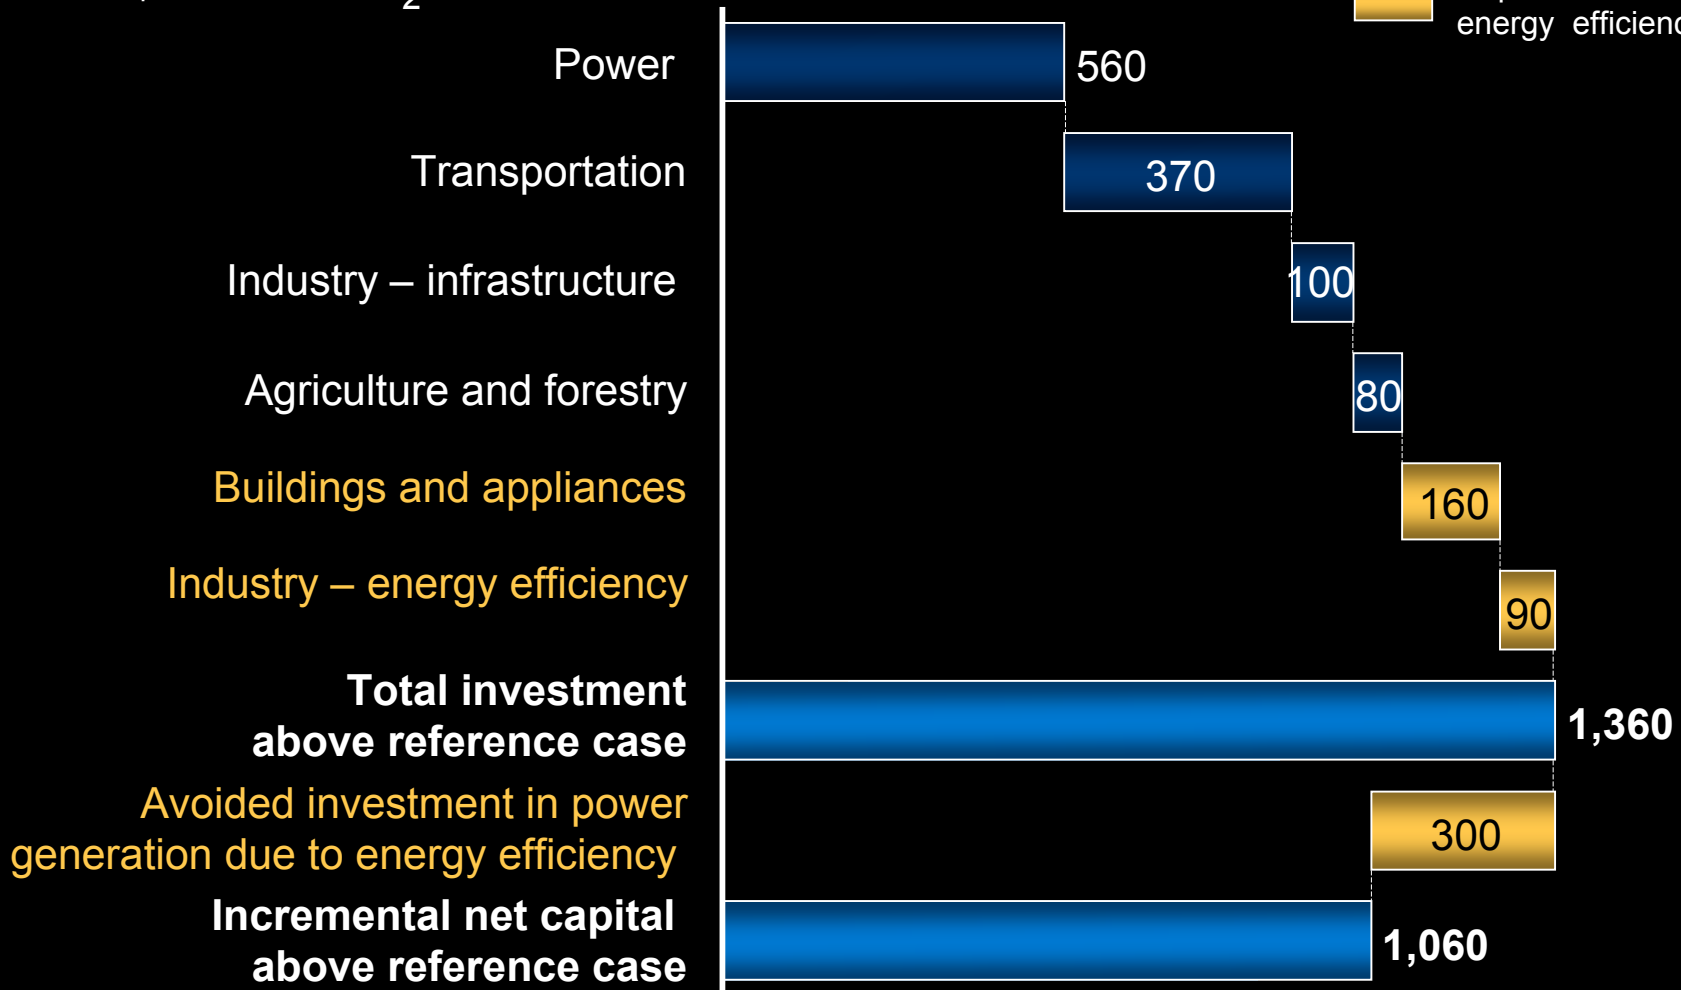 2
energy efficienc
Power
560
Transportation
370
Industry – infrastructure
100
Agriculture and forestry
80
Buildings and appliances
160
Industry – energy efficiency
90
Total investment
above reference case
1,360
Avoided investment in power
generation due to energy efficiency
300
Incremental net capital
above reference case
1,060